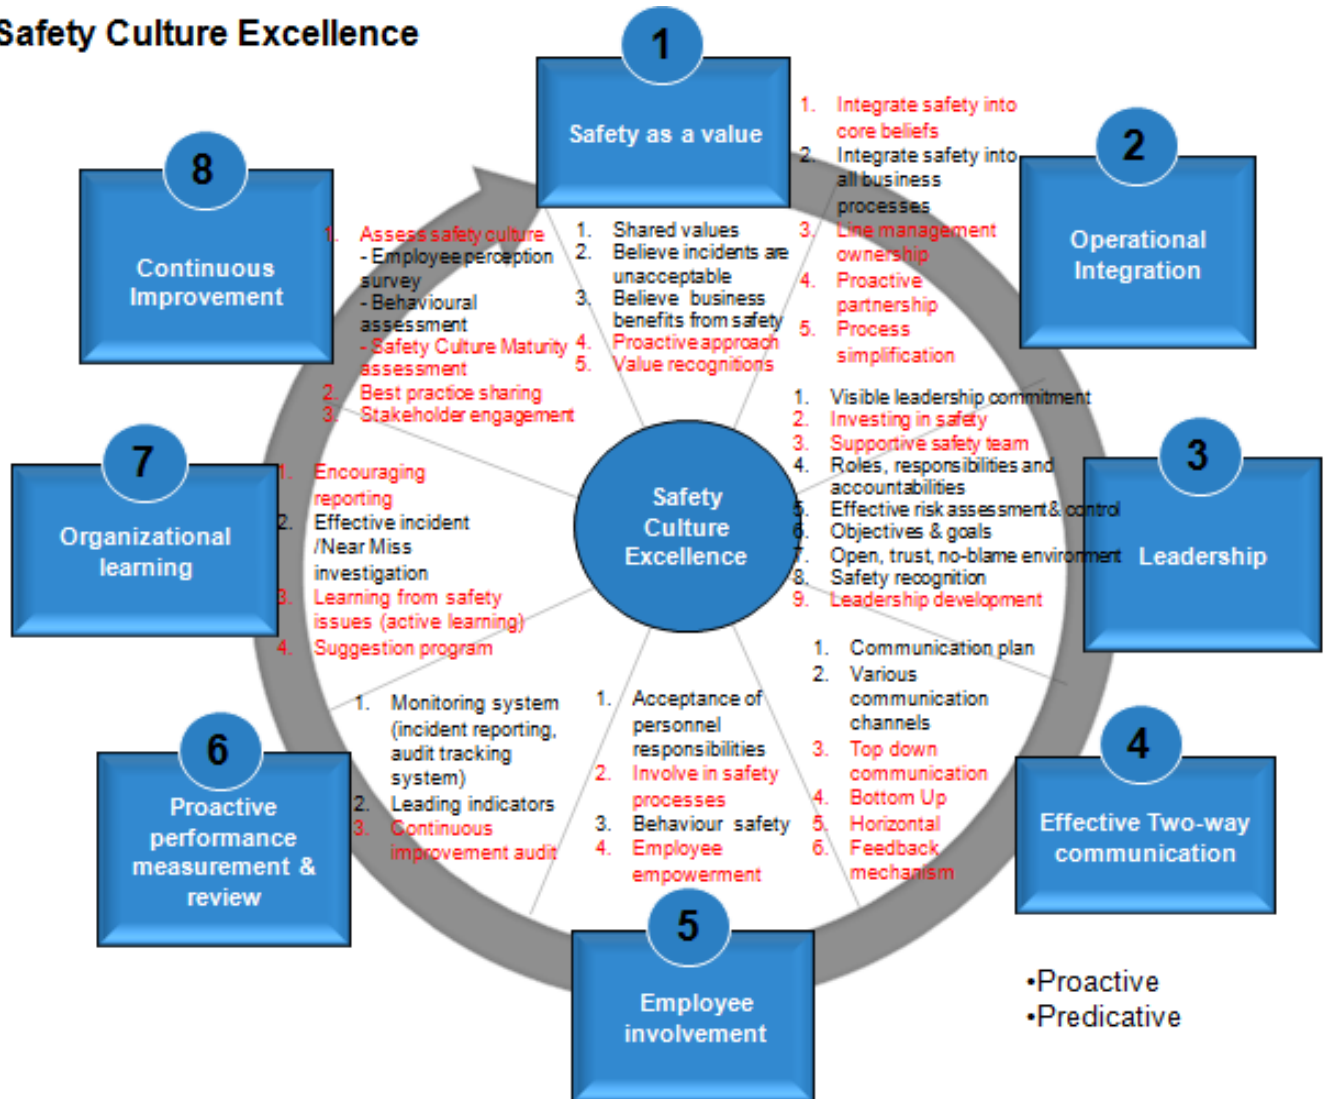 Safety Culture Excellence
1
Safety as a value
1. Shared values
2. Believe incidents are
unacceptable
3. Believe business
benefits from safety
4. Proactive approach
5. Value recognitions
2
Operational
Integration
1. Integrate safety into
core beliefs
2. Integrate safety into
all business
processes
3. Line management
ownership
4. Proactive
partnership
5. Process
simplification
3
Leadership
1. Visible leadership commitment
2. Investing in safety
3. Supportive safety team
4. Roles, responsibilities and
accountabilities
5. Effective risk assessment & control
6. Objectives & goals
7. Open, trust, no-blame environment
8. Safety recognition
9. Leadership development
4
Effective Two-way
communication
1. Communication plan
2. Various
communication
channels
3. Top down
communication
4. Bottom Up
5. Horizontal
6. Feedback
mechanism
5
Employee
involvement
1. Acceptance of
personnel
responsibilities
2. Involve in safety
processes
3. Behaviour safety
4. Employee
empowerment
6
Proactive
performance
measurement &
review
1. Monitoring system
(incident reporting,
audit tracking
system)
2. Leading indicators
3. Continuous
improvement audit
7
Organizational
learning
1. Encouraging
reporting
2. Effective incident
/Near Miss
investigation
3. Learning from safety
issues (active learning)
4. Suggestion program
8
Continuous
Improvement
1. Assess safety culture
- Employee perception
survey
- Behavioural
assessment
- Safety Culture Maturity
assessment
2. Best practice sharing
3. Stakeholder engagement
Safety
Culture
Excellence
•Proactive
•Predicative